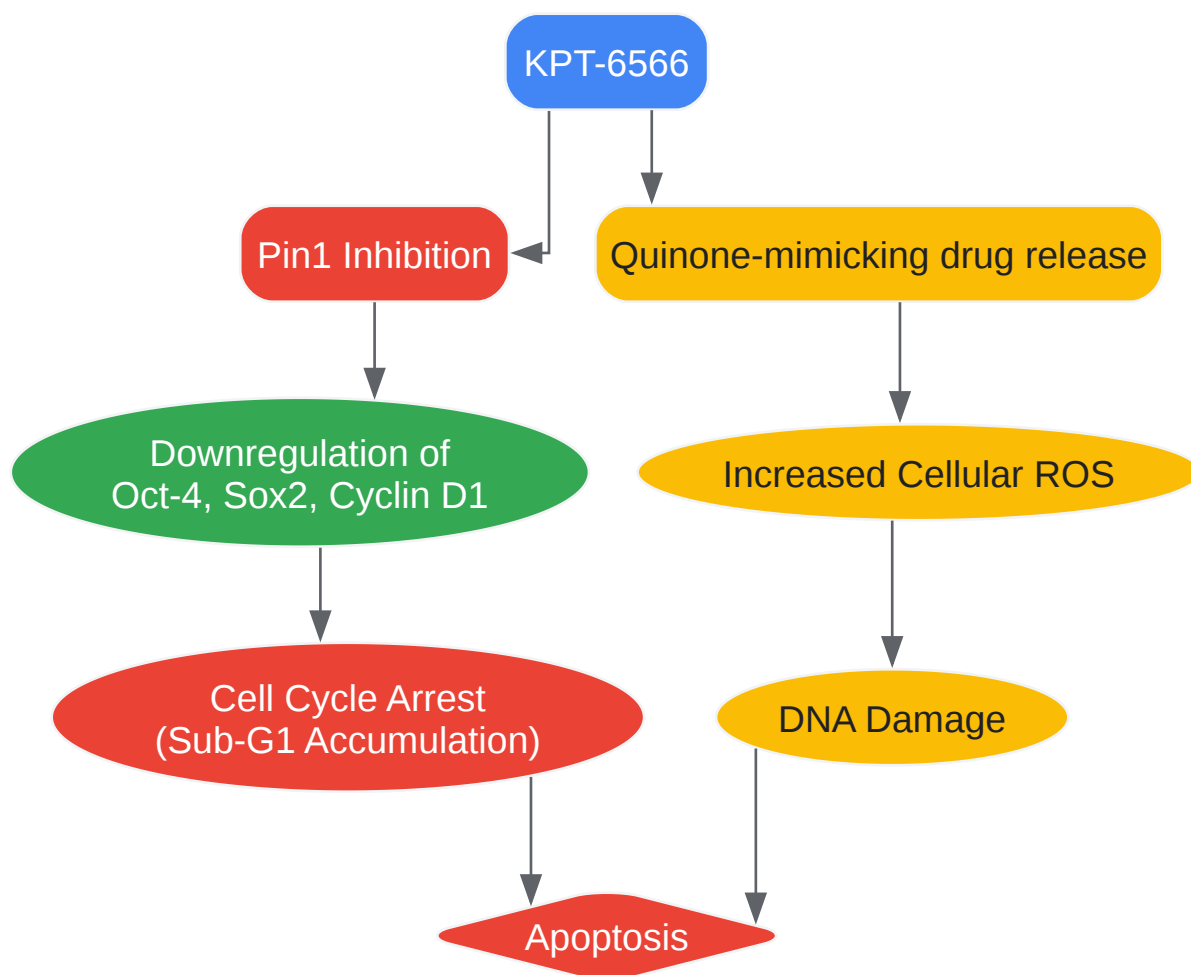 KPT-6566
Pin1 Inhibition
Quinone-mimicking drug release
Downregulation of
Oct-4, Sox2, Cyclin D1
Increased Cellular ROS
Cell Cycle Arrest
(Sub-G1 Accumulation)
DNA Damage
Apoptosis